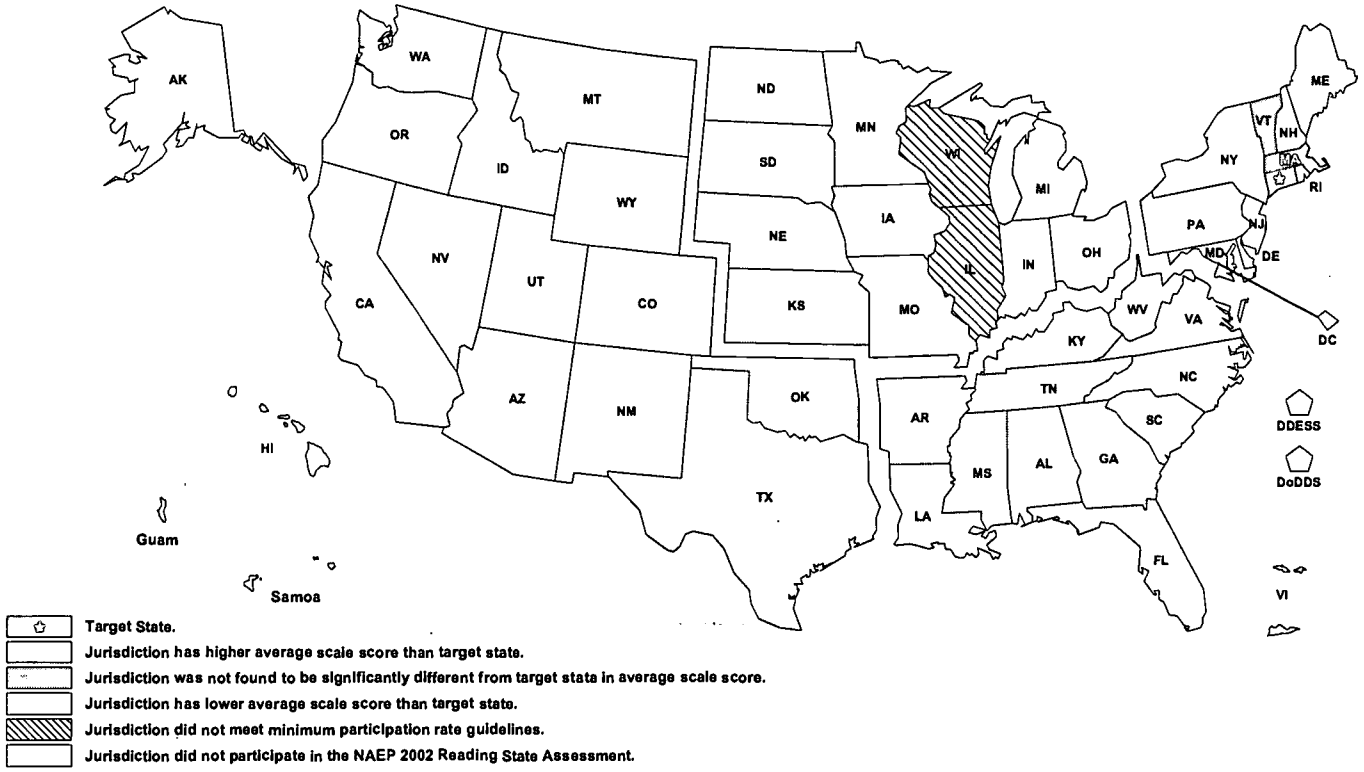 AK
WA
MT
ND
MN
ME
VT
NH
OR
ID
SD
WI
NY
MA
RI
WY
MI
IA
NE
PA
NJ
NV
UT
CO
IL
IN
OH
MD
DE
CA
KS
MO
WV
VA
KY
DC
AZ
NM
OK
AR
TN
NC
SC
DDESS
HI
MS
AL
GA
DoDDS
TX
LA
Guam
FL
Samoa
VI
Target State.
Jurisdiction has higher average scale score than target state.
Jurisdiction was not found to be significantly different from target state in average scale score.
Jurisdiction has lower average scale score than target state.
Jurisdiction did not meet minimum participation rate guidelines.
Jurisdiction did not participate in the NAEP 2002 Reading State Assessment.